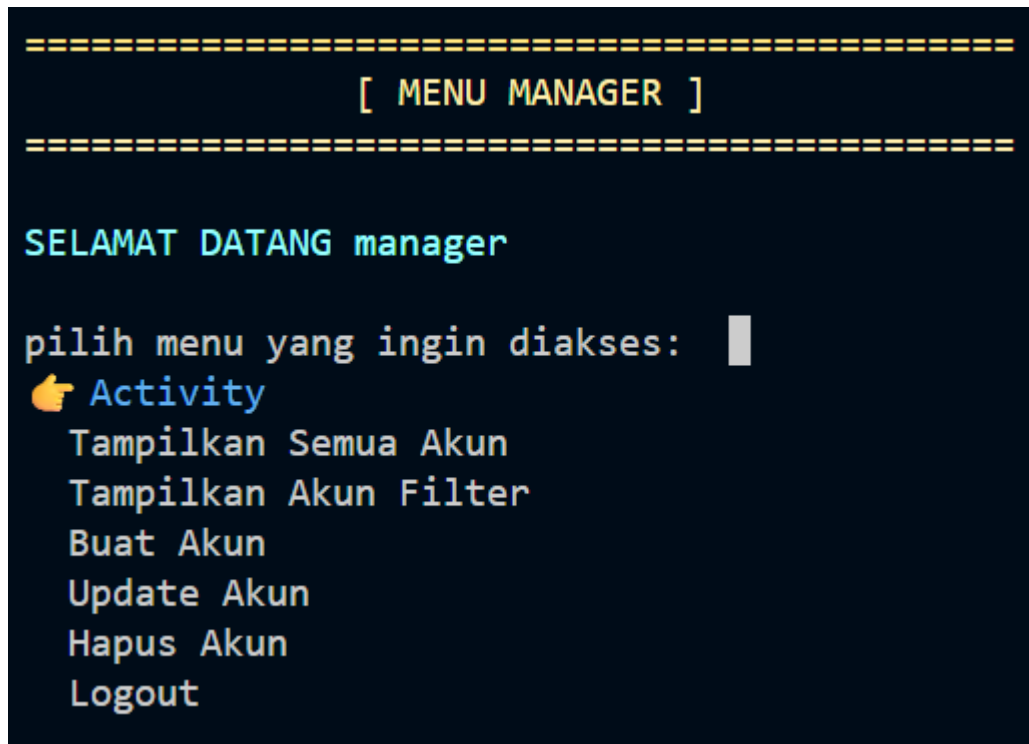 =============================================
[ MENU MANAGER ]
=============================================
SELAMAT DATANG manager
pilih menu yang ingin diakses:
👉 Activity
Tampilkan Semua Akun
Tampilkan Akun Filter
Buat Akun
Update Akun
Hapus Akun
Logout